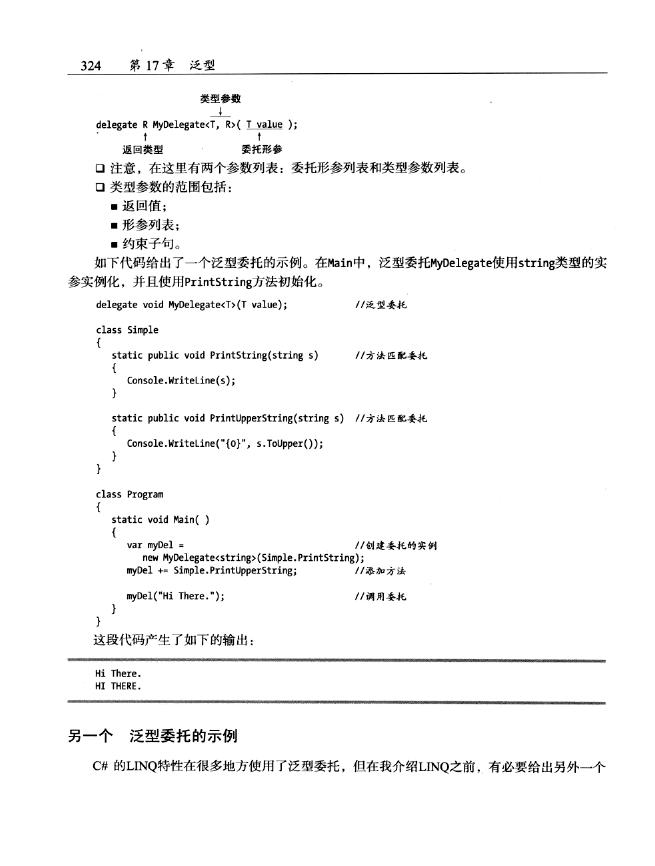 324 第17章 泛型
类型参数
↓
delegate R MyDelegate<T, R>( T value );
↑ ↑
返回类型 委托形参
❑ 注意，在这里有两个参数列表：委托形参列表和类型参数列表。
❑ 类型参数的范围包括：
■ 返回值；
■ 形参列表；
■ 约束子句。
如下代码给出了一个泛型委托的示例。在Main中，泛型委托MyDelegate使用string类型的实
参实例化，并且使用PrintString方法初始化。
delegate void MyDelegate<T>(T value); //泛型委托
class Simple
{
static public void PrintString(string s) //方法匹配委托
{
Console.WriteLine(s);
}
static public void PrintUpperString(string s) //方法匹配委托
{
Console.WriteLine("{0}", s.ToUpper());
}
}
class Program
{
static void Main( )
{
var myDel = //创建委托的实例
new MyDelegate<string>(Simple.PrintString);
myDel += Simple.PrintUpperString; //添加方法
myDel("Hi There."); //调用委托
}
}
这段代码产生了如下的输出：
Hi There.
HI THERE.
另一个 泛型委托的示例
C# 的LINQ特性在很多地方使用了泛型委托，但在我介绍LINQ之前，有必要给出另外一个